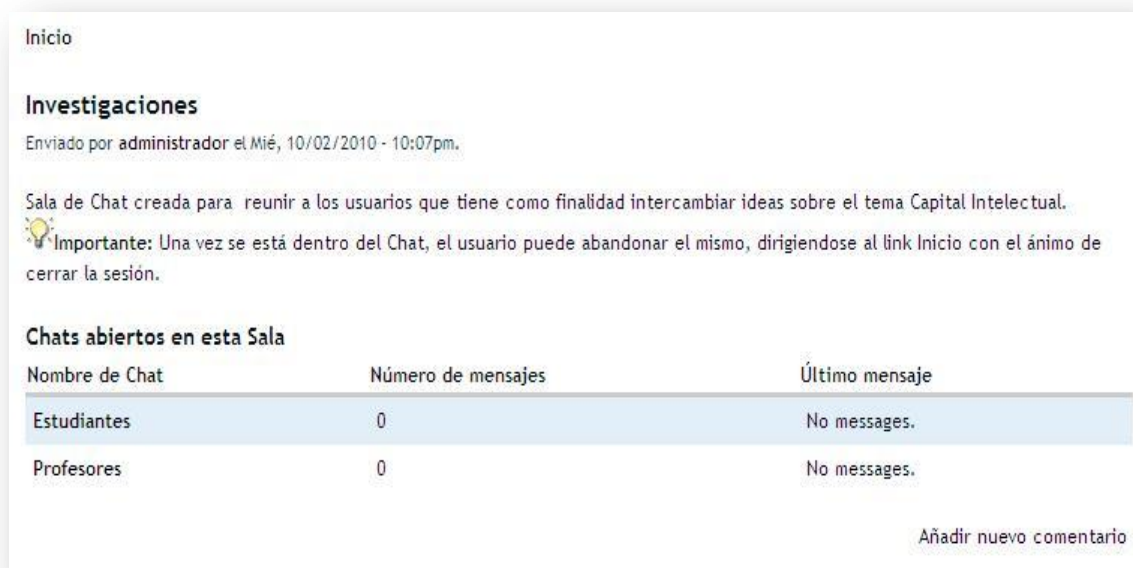 Inicio
Investigaciones
Enviado por administrador el Mié, 10/02/2010 - 10:07pm.
Sala de Chat creada para reunir a los usuarios que tiene como finalidad intercambiar ideas sobre el tema Capital Intelectual.
Importante: Una vez se está dentro del Chat, el usuario puede abandonar el mismo, dirigiendose al link Inicio con el ánimo de
cerrar la sesión.
Chats abiertos en esta Sala
Nombre de Chat Número de mensajes Último mensaje
Estudiantes 0 No messages.
Profesores 0 No messages.
Añadir nuevo comentario